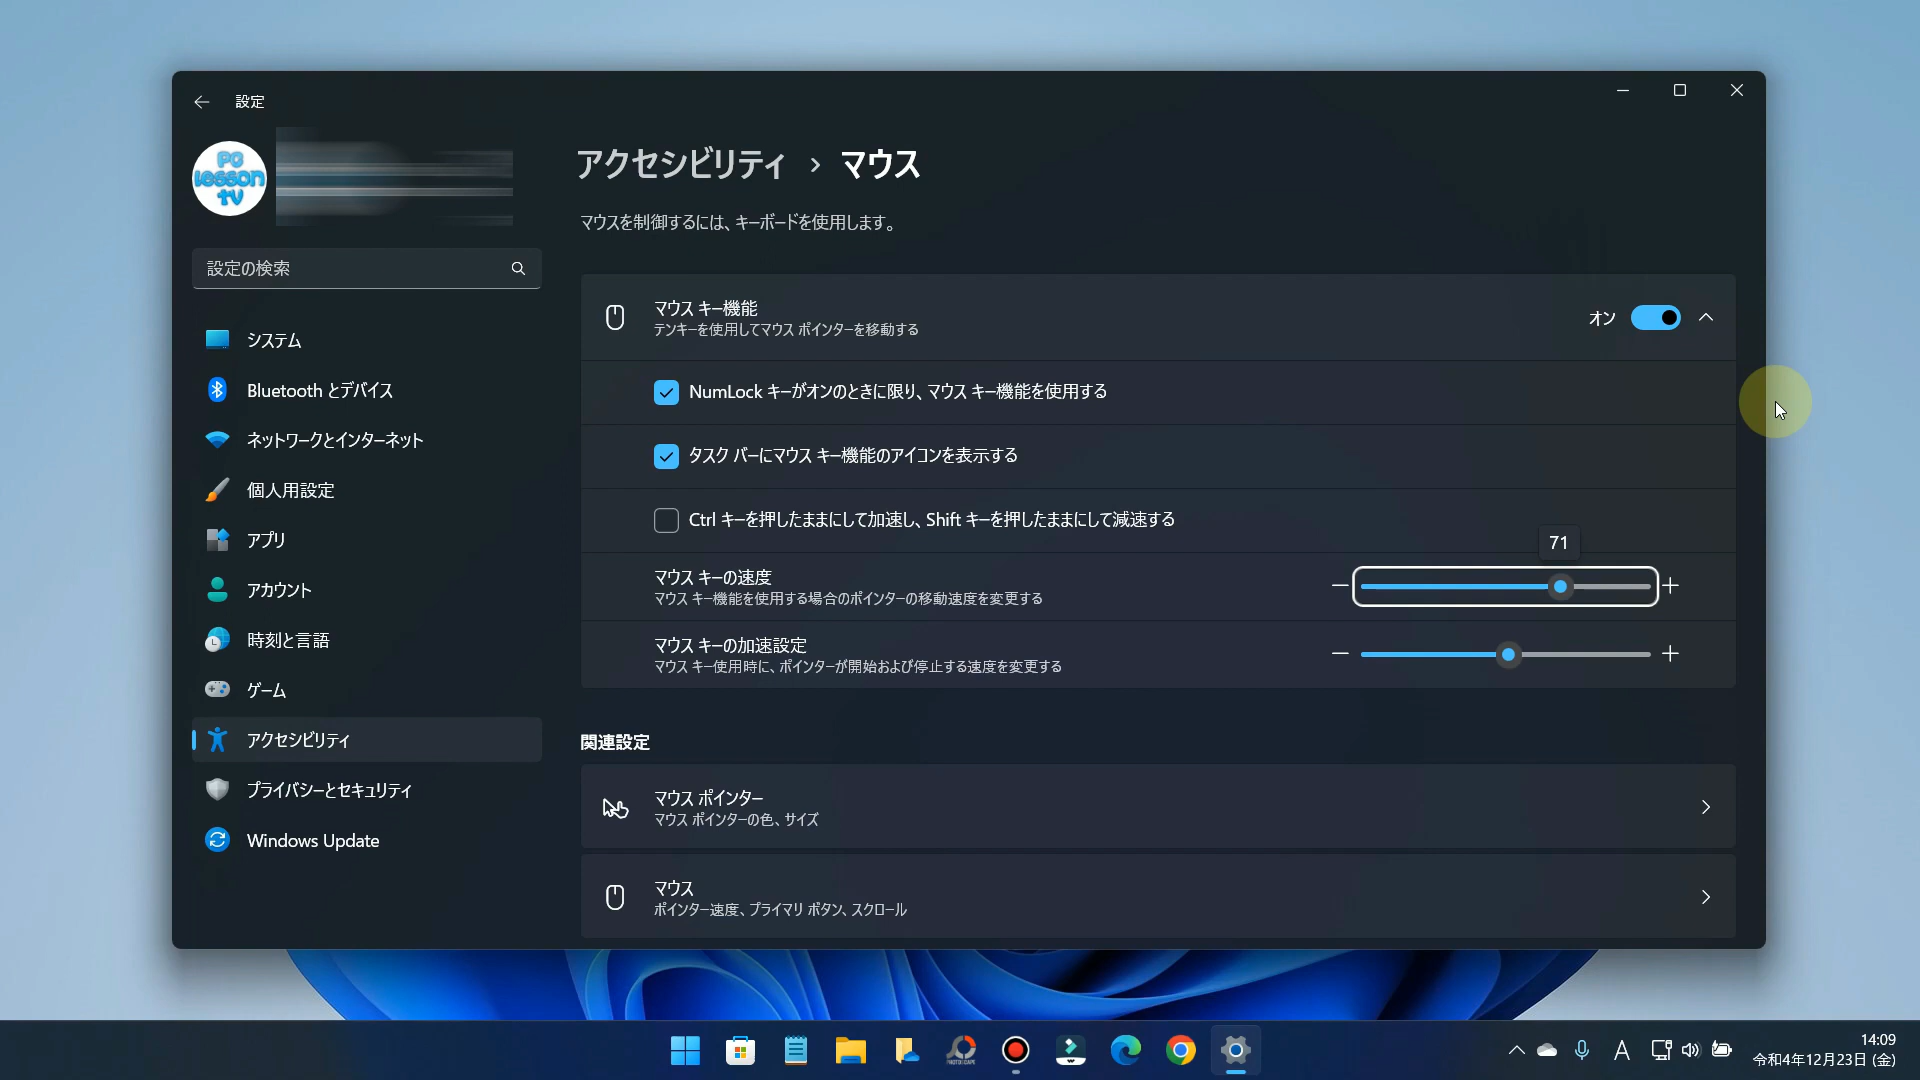 設定
PC
lesson
TV
設定の検索
システム
Bluetooth とデバイス
ネットワークとインターネット
個人用設定
アプリ
アカウント
時刻と言語
ゲーム
アクセシビリティ
プライバシーとセキュリティ
Windows Update
アクセシビリティ › マウス
マウスを制御するには、キーボードを使用します。
マウス キー機能
テンキーを使用してマウス ポインターを移動する
オン
NumLock キーがオンのときに限り、マウス キー機能を使用する
タスク バーにマウス キー機能のアイコンを表示する
Ctrl キーを押したままにして加速し、Shift キーを押したままにして減速する
71
マウス キーの速度
マウス キー機能を使用する場合のポインターの移動速度を変更する
マウス キーの加速設定
マウス キー使用時に、ポインターが開始および停止する速度を変更する
関連設定
マウス ポインター
マウス ポインターの色、サイズ
マウス
ポインター速度、プライマリ ボタン、スクロール
A
14:09
令和4年12月23日 (金)